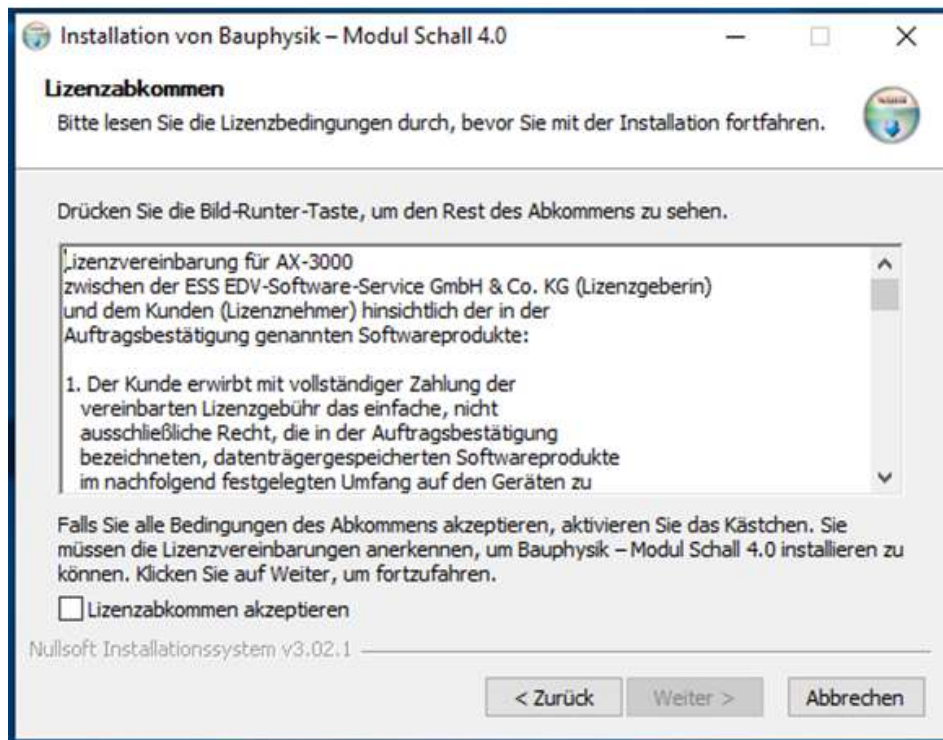 Installation von Bauphysik – Modul Schall 4.0
Lizenzabkommen
Bitte lesen Sie die Lizenzbedingungen durch, bevor Sie mit der Installation fortfahren.
Drücken Sie die Bild-Runter-Taste, um den Rest des Abkommens zu sehen.
Lizenzvereinbarung für AX-3000
zwischen der ESS EDV-Software-Service GmbH & Co. KG (Lizenzgeberin)
und dem Kunden (Lizenznehmer) hinsichtlich der in der
Auftragsbestätigung genannten Softwareprodukte:
1. Der Kunde erwirbt mit vollständiger Zahlung der
vereinbarten Lizenzgebühr das einfache, nicht
ausschließliche Recht, die in der Auftragsbestätigung
bezeichneten, datenträgergespeicherten Softwareprodukte
im nachfolgend festgelegten Umfang auf den Geräten zu
Falls Sie alle Bedingungen des Abkommens akzeptieren, aktivieren Sie das Kästchen. Sie
müssen die Lizenzvereinbarungen anerkennen, um Bauphysik – Modul Schall 4.0 installieren zu
können. Klicken Sie auf Weiter, um fortzufahren.
Lizenzabkommen akzeptieren
Nullsoft Installationssystem v3.02.1
< Zurück
Weiter >
Abbrechen